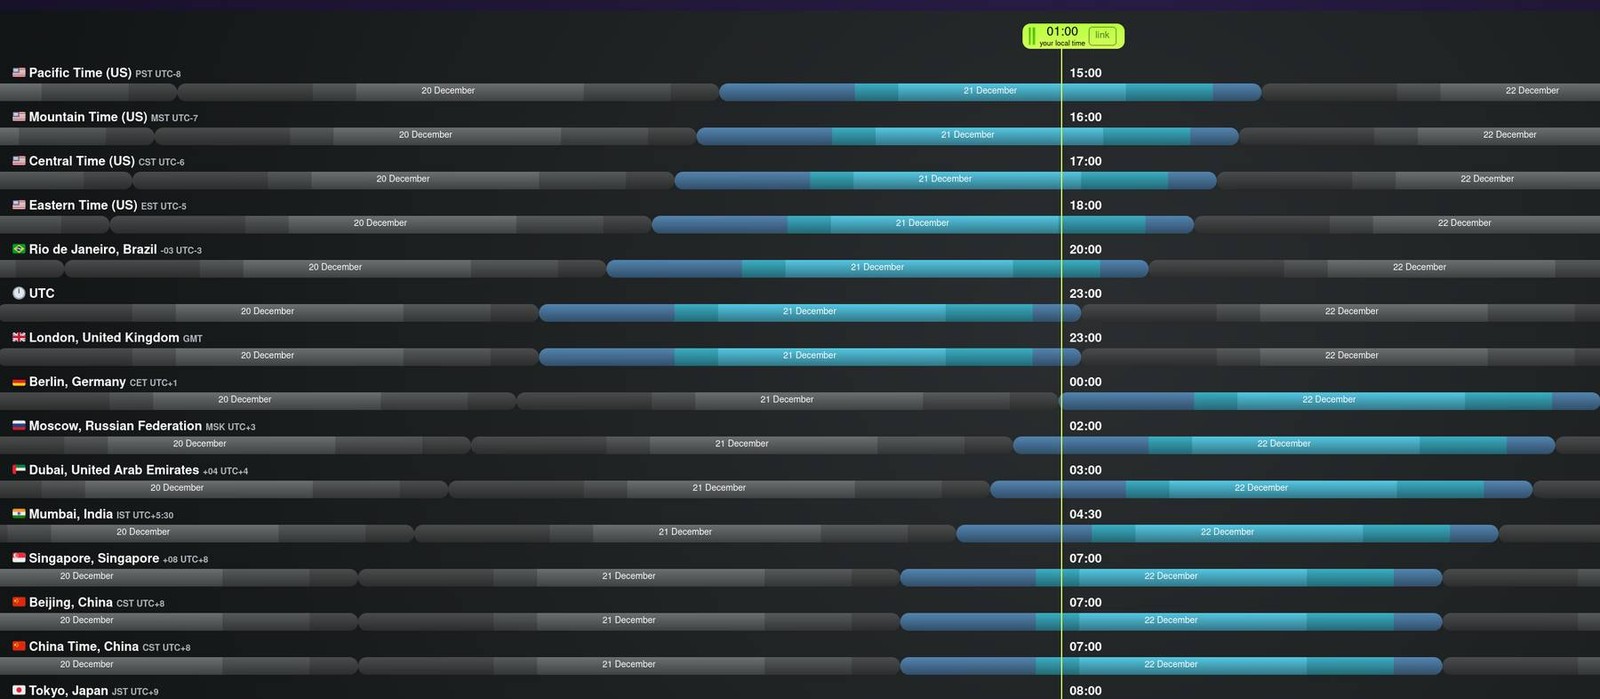 01:00 link
your local time
Pacific Time (US) PST UTC-8 15:00
20 December 21 December 22 December
Mountain Time (US) MST UTC-7 16:00
20 December 21 December 22 December
Central Time (US) CST UTC-6 17:00
20 December 21 December 22 December
Eastern Time (US) EST UTC-5 18:00
20 December 21 December 22 December
Rio de Janeiro, Brazil -03 UTC-3 20:00
20 December 21 December 22 December
UTC 23:00
20 December 21 December 22 December
London, United Kingdom GMT 23:00
20 December 21 December 22 December
Berlin, Germany CET UTC+1 00:00
20 December 21 December 22 December
Moscow, Russian Federation MSK UTC+3 02:00
20 December 21 December 22 December
Dubai, United Arab Emirates +04 UTC+4 03:00
20 December 21 December 22 December
Mumbai, India IST UTC+5:30 04:30
20 December 21 December 22 December
Singapore, Singapore +08 UTC+8 07:00
20 December 21 December 22 December
Beijing, China CST UTC+8 07:00
20 December 21 December 22 December
China Time, China CST UTC+8 07:00
20 December 21 December 22 December
Tokyo, Japan JST UTC+9 08:00